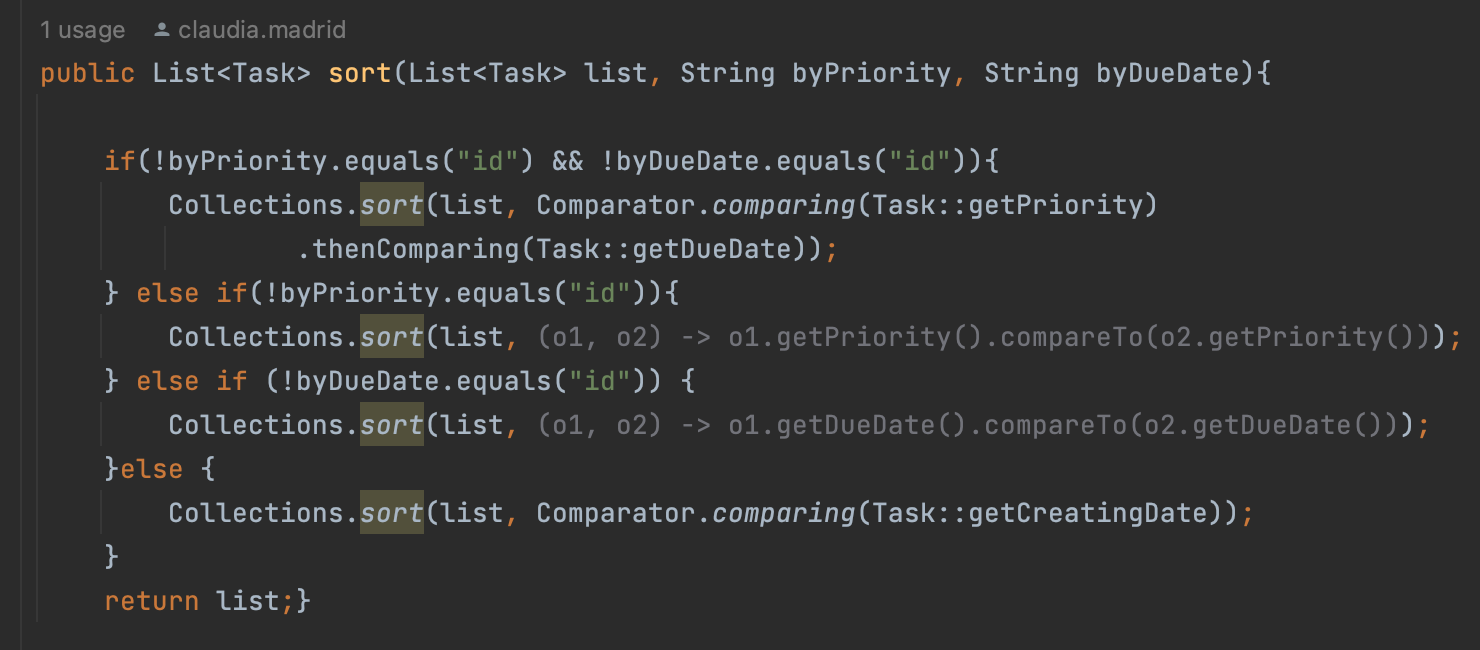 1 usage claudia.madrid
public List<Task> sort(List<Task> list, String byPriority, String byDueDate){
if(!byPriority.equals("id") && !byDueDate.equals("id")){
Collections.sort(list, Comparator.comparing(Task::getPriority)
.thenComparing(Task::getDueDate));
} else if(!byPriority.equals("id")){
Collections.sort(list, (o1, o2) -> o1.getPriority().compareTo(o2.getPriority()));
} else if (!byDueDate.equals("id")) {
Collections.sort(list, (o1, o2) -> o1.getDueDate().compareTo(o2.getDueDate()));
}else {
Collections.sort(list, Comparator.comparing(Task::getCreatingDate));
}
return list;}